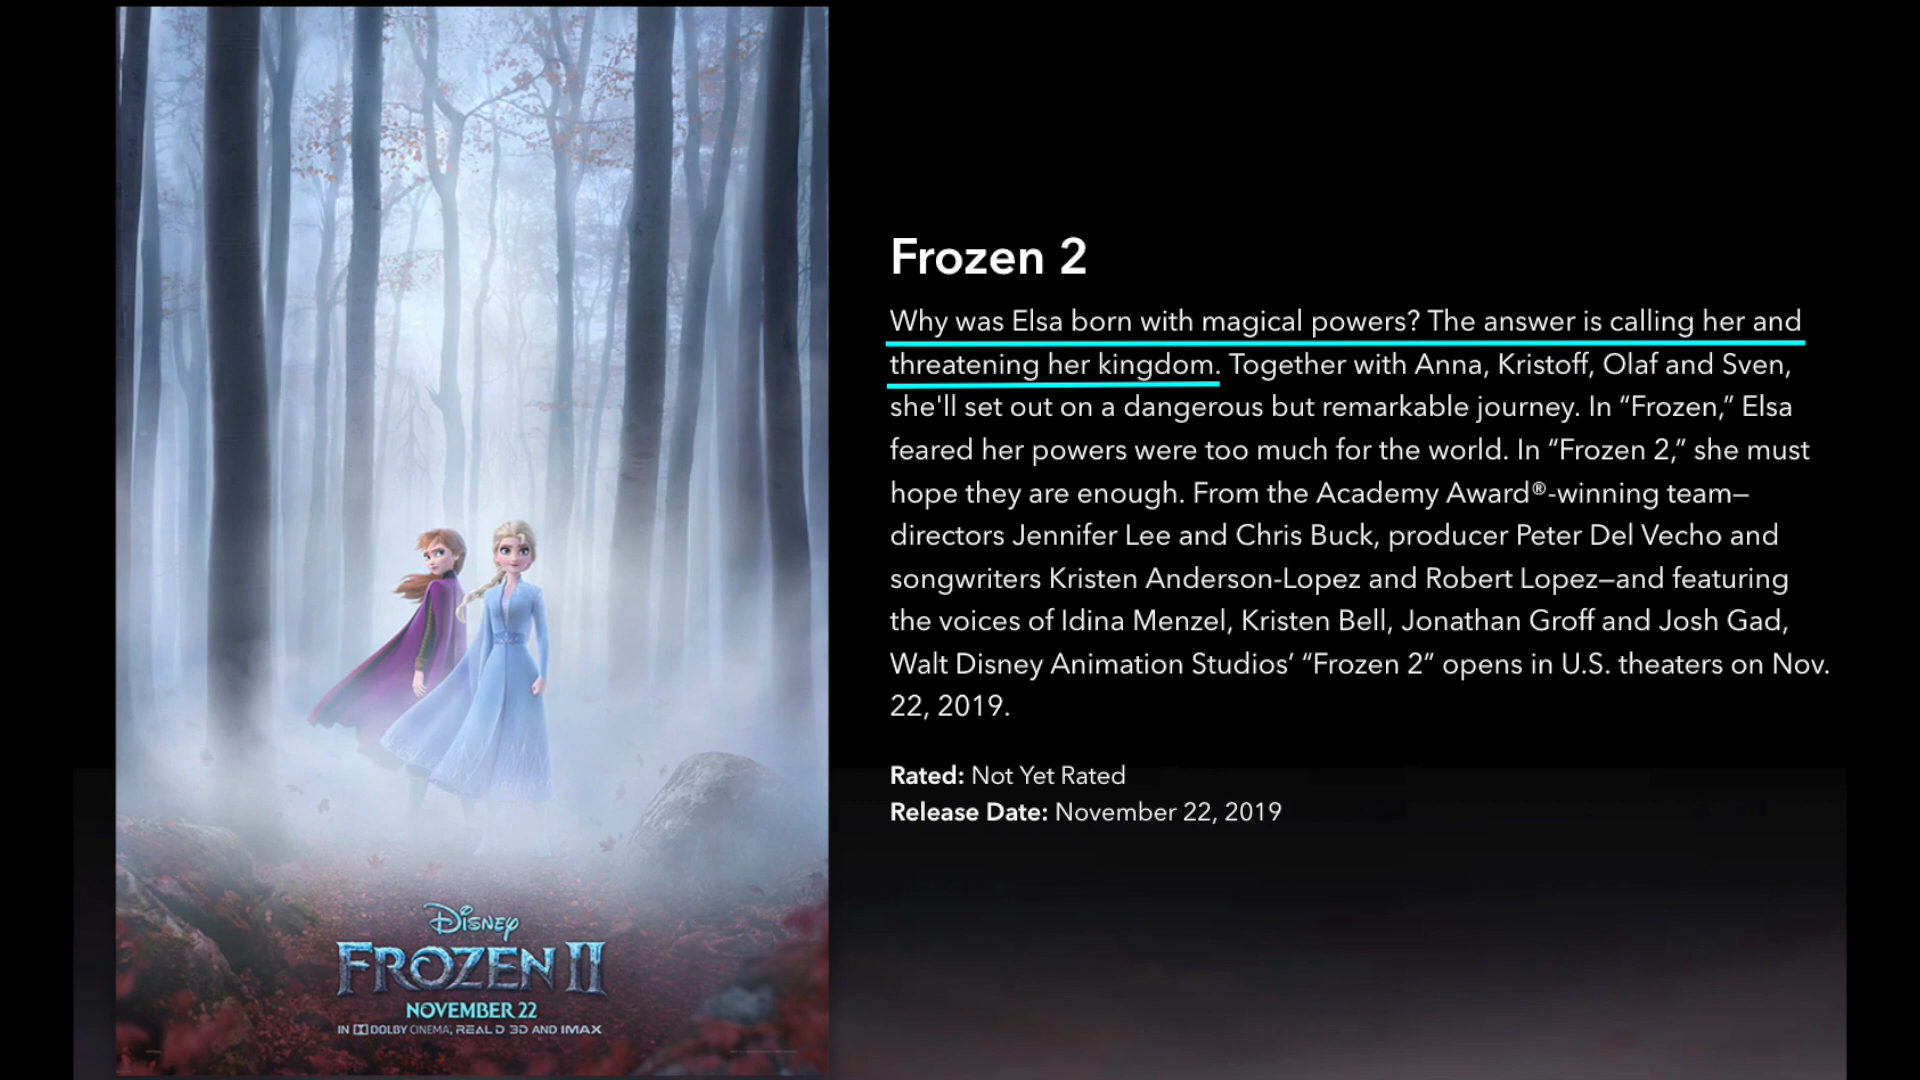 Frozen 2
Why was Elsa born with magical powers? The answer is calling her and
threatening her kingdom. Together with Anna, Kristoff, Olaf and Sven,
she'll set out on a dangerous but remarkable journey. In “Frozen,” Elsa
feared her powers were too much for the world. In “Frozen 2,” she must
hope they are enough. From the Academy Award®-winning team—
directors Jennifer Lee and Chris Buck, producer Peter Del Vecho and
songwriters Kristen Anderson-Lopez and Robert Lopez—and featuring
the voices of Idina Menzel, Kristen Bell, Jonathan Groff and Josh Gad,
Walt Disney Animation Studios’ “Frozen 2” opens in U.S. theaters on Nov.
22, 2019.
Rated: Not Yet Rated
Release Date: November 22, 2019
DISNEY
FROZEN II
NOVEMBER 22
IN DOLBY CINEMA, REAL D 3D AND IMAX